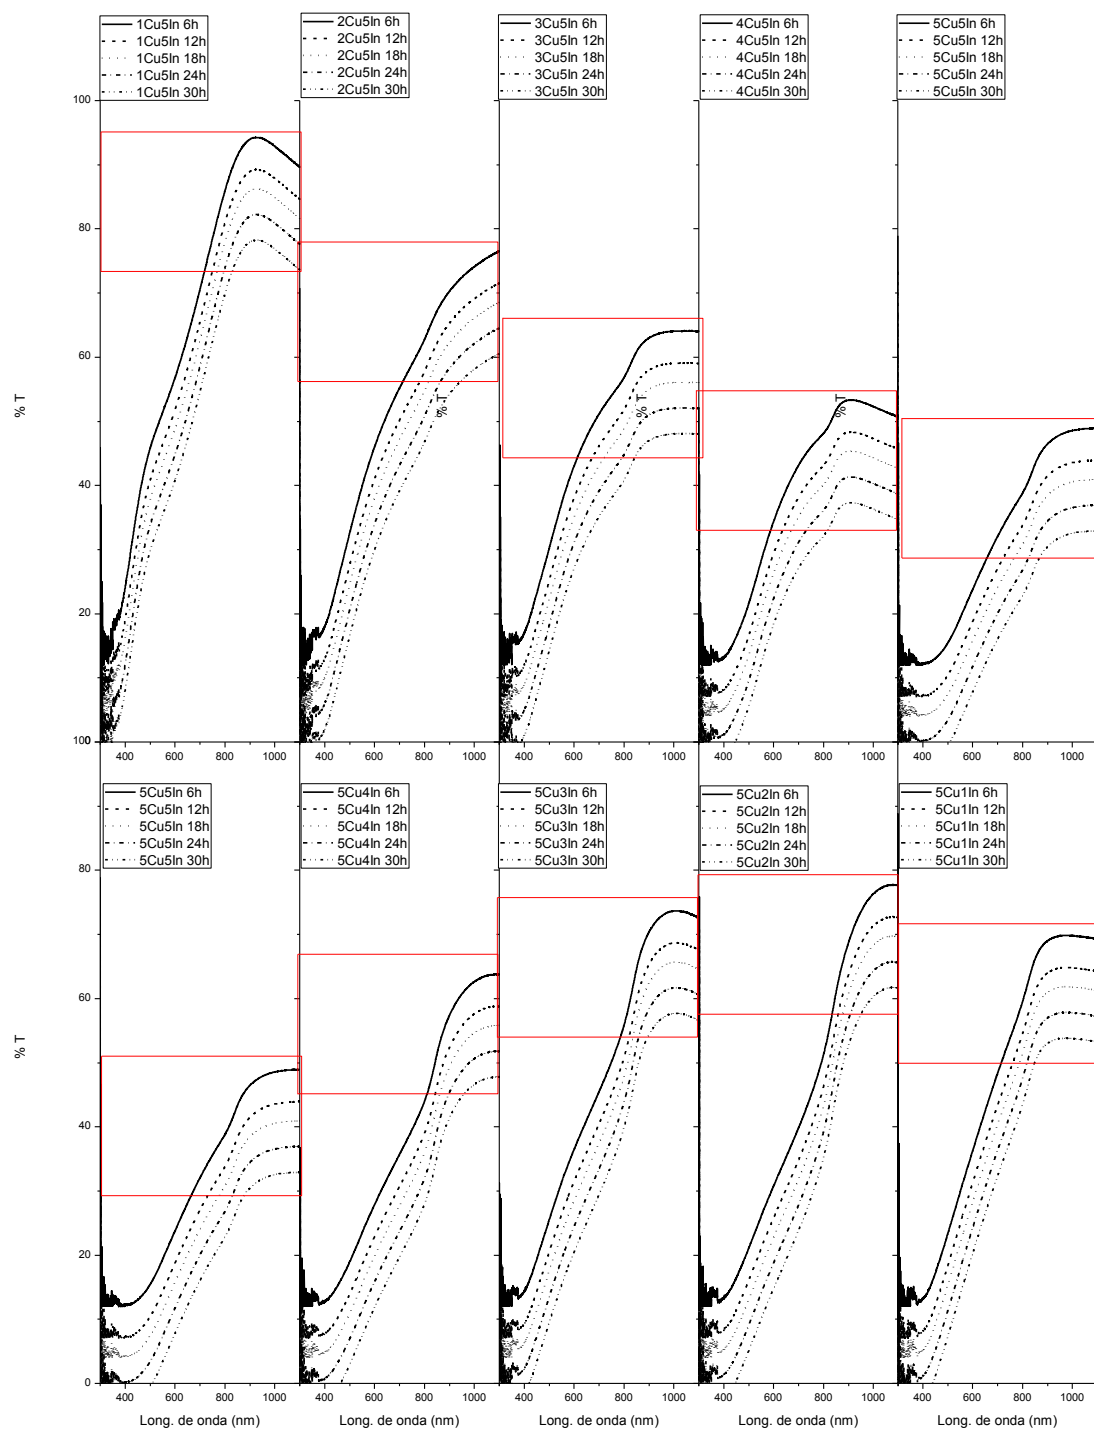 1Cu5In 6h
1Cu5In 12h
1Cu5In 18h
1Cu5In 24h
1Cu5In 30h
2Cu5In 6h
2Cu5In 12h
2Cu5In 18h
2Cu5In 24h
2Cu5In 30h
3Cu5In 6h
3Cu5In 12h
3Cu5In 18h
3Cu5In 24h
3Cu5In 30h
4Cu5In 6h
4Cu5In 12h
4Cu5In 18h
4Cu5In 24h
4Cu5In 30h
5Cu5In 6h
5Cu5In 12h
5Cu5In 18h
5Cu5In 24h
5Cu5In 30h
100
80
60
% T
% T
% T
% T
40
20
400 600 800 1000
400 600 800 1000
400 600 800 1000
400 600 800 1000
400 600 800 1000
5Cu5In 6h
5Cu5In 12h
5Cu5In 18h
5Cu5In 24h
5Cu5In 30h
5Cu4In 6h
5Cu4In 12h
5Cu4In 18h
5Cu4In 24h
5Cu4In 30h
5Cu3In 6h
5Cu3In 12h
5Cu3In 18h
5Cu3In 24h
5Cu3In 30h
5Cu2In 6h
5Cu2In 12h
5Cu2In 18h
5Cu2In 24h
5Cu2In 30h
5Cu1In 6h
5Cu1In 12h
5Cu1In 18h
5Cu1In 24h
5Cu1In 30h
100
80
60
% T
40
20
0
400 600 800 1000
400 600 800 1000
400 600 800 1000
400 600 800 1000
400 600 800 1000
Long. de onda (nm)
Long. de onda (nm)
Long. de onda (nm)
Long. de onda (nm)
Long. de onda (nm)